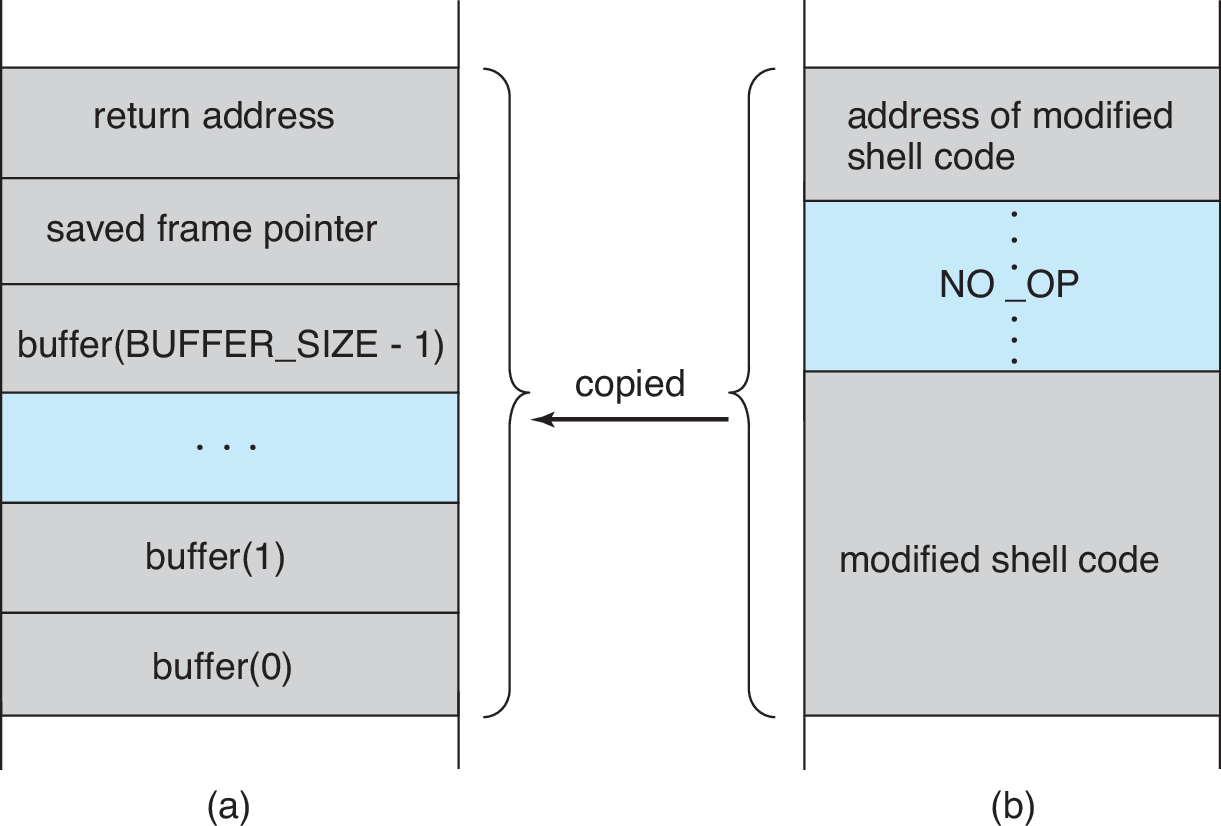 return address
saved frame pointer
buffer(BUFFER_SIZE - 1)
. . .
buffer(1)
buffer(0)
(a)
copied
address of modified
shell code
NO _OP
modified shell code
(b)